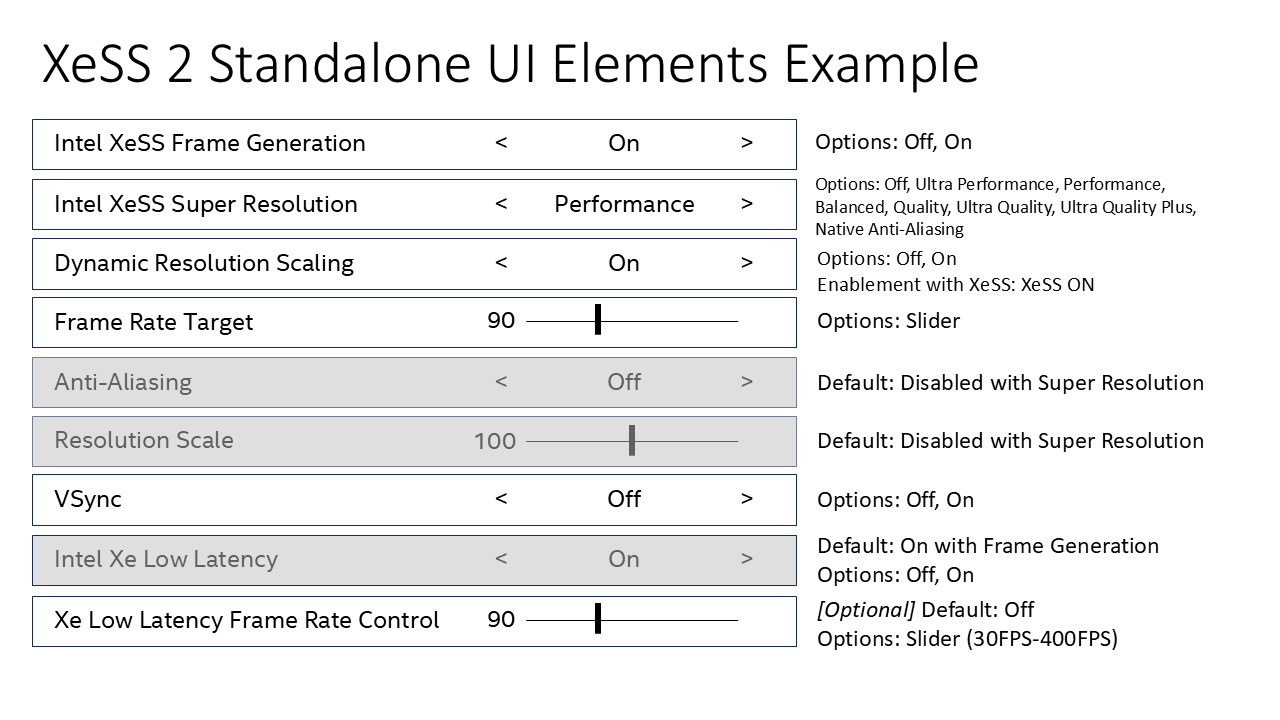 XeSS 2 Standalone UI Elements Example
Intel XeSS Frame Generation < On > Options: Off, On
Intel XeSS Super Resolution < Performance > Options: Off, Ultra Performance, Performance,
Balanced, Quality, Ultra Quality, Ultra Quality Plus,
Native Anti-Aliasing
Dynamic Resolution Scaling < On > Options: Off, On
Enablement with XeSS: XeSS ON
Frame Rate Target 90 Options: Slider
Anti-Aliasing < Off > Default: Disabled with Super Resolution
Resolution Scale 100 Default: Disabled with Super Resolution
VSync < Off > Options: Off, On
Intel Xe Low Latency < On > Default: On with Frame Generation
Options: Off, On
Xe Low Latency Frame Rate Control 90 [Optional] Default: Off
Options: Slider (30FPS-400FPS)